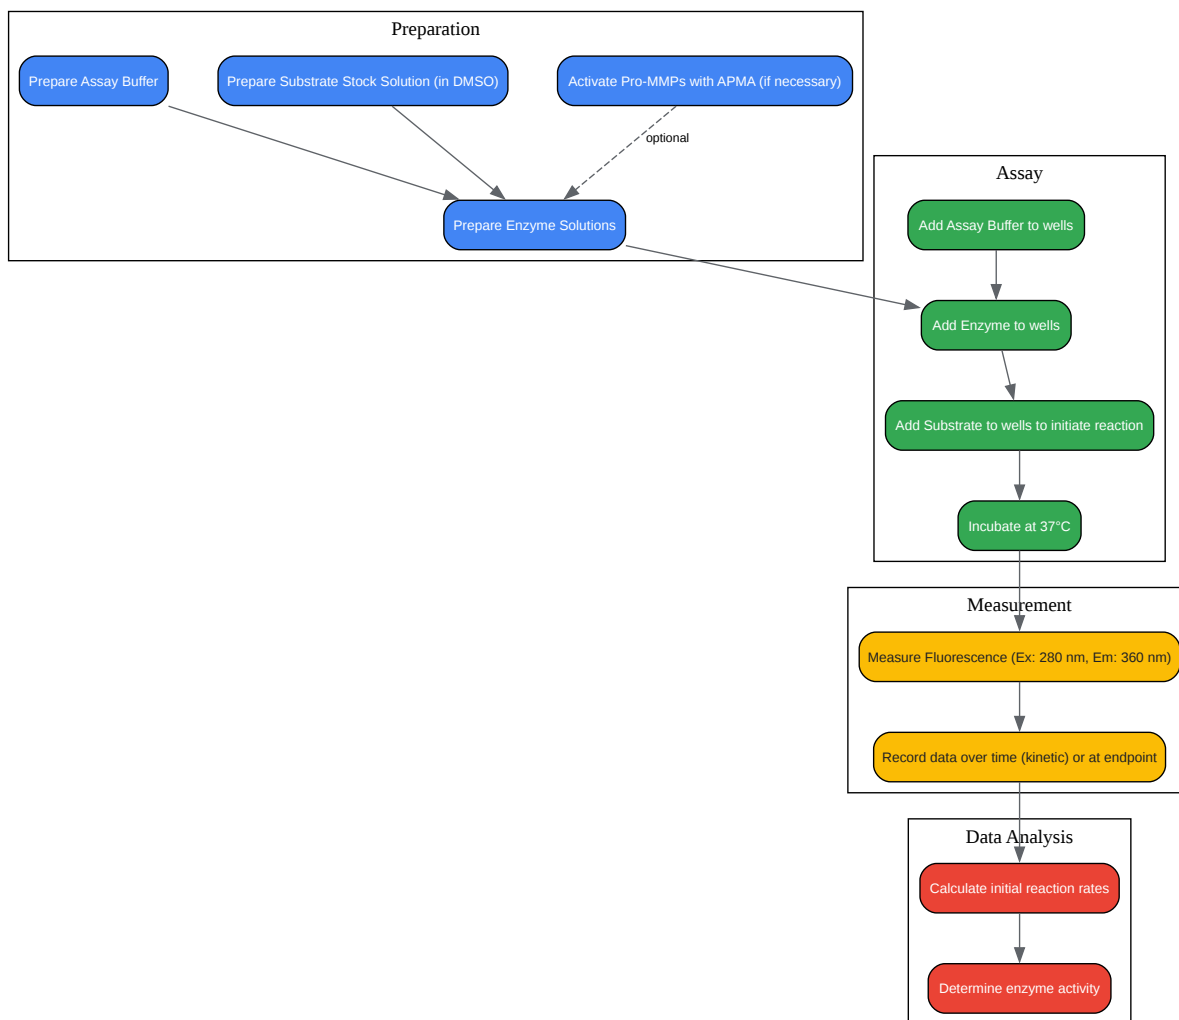 Preparation
Prepare Assay Buffer
Prepare Substrate Stock Solution (in DMSO)
Activate Pro-MMPs with APMA (if necessary)
optional
Prepare Enzyme Solutions
Assay
Add Assay Buffer to wells
Add Enzyme to wells
Add Substrate to wells to initiate reaction
Incubate at 37°C
Measurement
Measure Fluorescence (Ex: 280 nm, Em: 360 nm)
Record data over time (kinetic) or at endpoint
Data Analysis
Calculate initial reaction rates
Determine enzyme activity